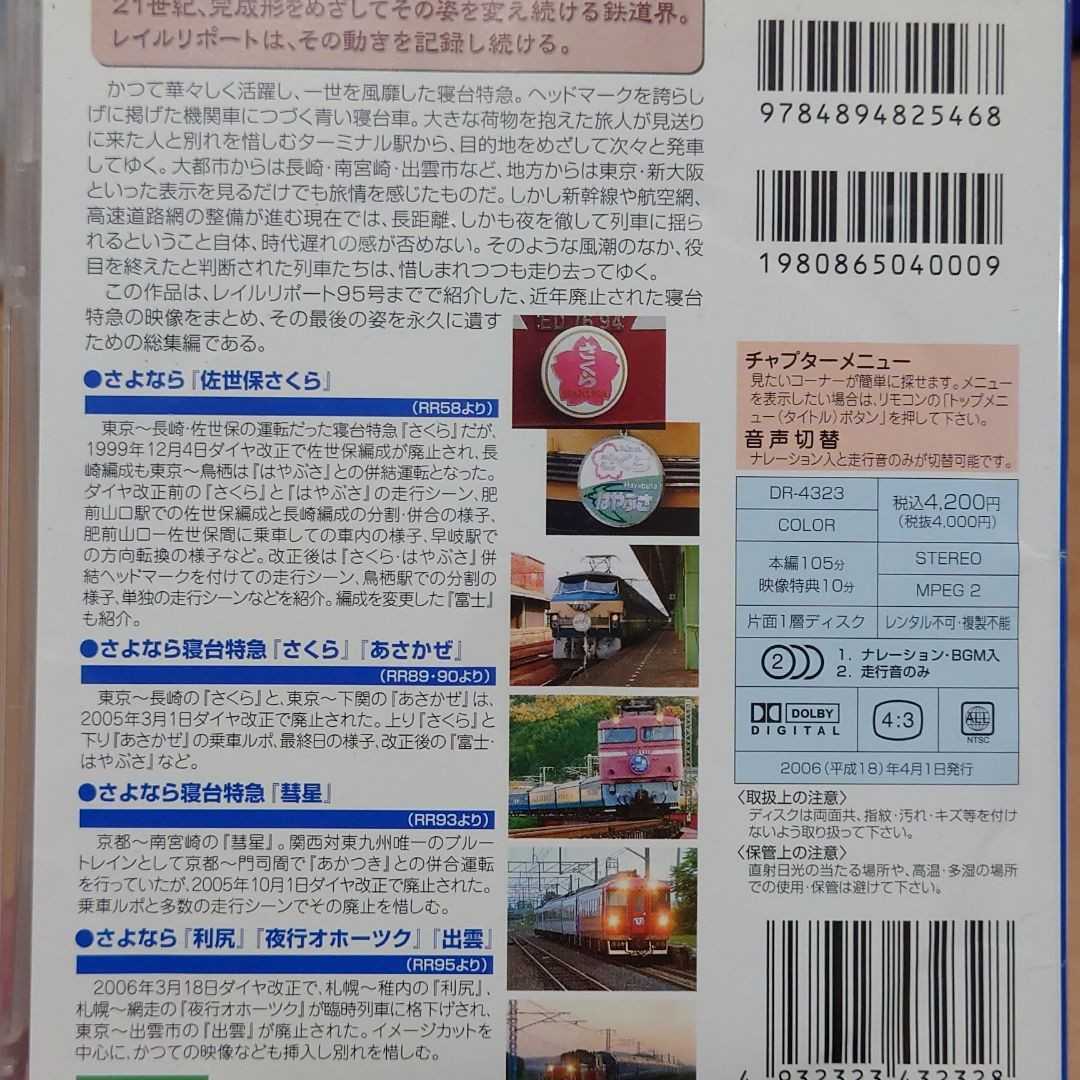 21世紀、完成形をめざしてその姿を変え続ける鉄道界。
レイルリポートは、その動きを記録し続ける。
かつて華々しく活躍し、一世を風靡した寝台特急。ヘッドマークを誇らし
げに掲げた機関車につづく青い寝台車。大きな荷物を抱えた旅人が見送り
に来た人と別れを惜しむターミナル駅から、目的地をめざして次々と発車
してゆく。大都市からは長崎・南宮崎・出雲市など、地方からは東京・新大阪
といった表示を見るだけでも旅情を感じたものだ。しかし新幹線や航空網、
高速道路網の整備が進む現在では、長距離、しかも夜を徹して列車に揺ら
れるということ自体、時代遅れの感が否めない。そのような風潮のなか、役
目を終えたと判断された列車たちは、惜しまれつつも走り去ってゆく。
この作品は、レイルリポート95号までで紹介した、近年廃止された寝台
特急の映像をまとめ、その最後の姿を永久に遺す
ための総集編である。
●さよなら『佐世保さくら』
(RR58より)
東京〜長崎・佐世保の運転だった寝台特急『さくら』だが、
1999年12月4日ダイヤ改正で佐世保編成が廃止され、長
崎編成も東京〜鳥栖は『はやぶさ』との併結運転となった。
ダイヤ改正前の『さくら』と『はやぶさ』の走行シーン、肥
前山口駅での佐世保編成と長崎編成の分割・併合の様子、
肥前山口ー佐世保間に乗車しての車内の様子、早岐駅で
の方向転換の様子など。改正後は『さくら・はやぶさ』併
結ヘッドマークを付けての走行シーン、鳥栖駅での分割の
様子、単独の走行シーンなどを紹介。編成を変更した『富士』
も紹介。
●さよなら寝台特急『さくら』『あさかぜ』
(RR89・90より)
東京〜長崎の『さくら』と、東京〜下関の『あさかぜ』は、
2005年3月1日ダイヤ改正で廃止された。上り『さくら』と
下り『あさかぜ』の乗車ルポ、最終日の様子、改正後の『富士・
はやぶさ』など。
●さよなら寝台特急『彗星』
(RR93より)
京都〜南宮崎の『彗星』。関西対東九州唯一のブルー
トレインとして京都〜門司間で『あかつき』との併合運転
を行っていたが、2005年10月1日ダイヤ改正で廃止された。
乗車ルポと多数の走行シーンでその廃止を惜しむ。
●さよなら『利尻』『夜行オホーツク』『出雲』
(RR95より)
2006年3月18日ダイヤ改正で、札幌〜稚内の『利尻』、
札幌〜網走の『夜行オホーツク』が臨時列車に格下げされ、
東京〜出雲市の『出雲』が廃止された。イメージカットを
中心に、かつての映像なども挿入し別れを惜しむ。
ED 76 94
さくら
はやぶさ
9784894825468
1980865040009
チャプターメニュー
見たいコーナーが簡単に探せます。メニュー
を表示したい場合は、リモコンの「トップメニ
ュー(タイトル)ボタン」を押して下さい。
音声切替
ナレーション入と走行音のみが切替可能です。
DR-4323
COLOR
税込4,200円
(税抜4,000円)
本編105分
映像特典10分
STEREO
MPEG 2
片面1層ディスク
レンタル不可・複製不能
2
1. ナレーション・BGM入
2. 走行音のみ
DOLBY
DIGITAL
4:3
ALL
NTSC
2006(平成18)年4月1日発行
〈取扱上の注意〉
ディスクは両面共、指紋・汚れ・キズ等を付け
ないよう取り扱って下さい。
〈保管上の注意〉
直射日光の当たる場所や、高温・多湿の場所
での使用・保管は避けて下さい。
4 932323 432328